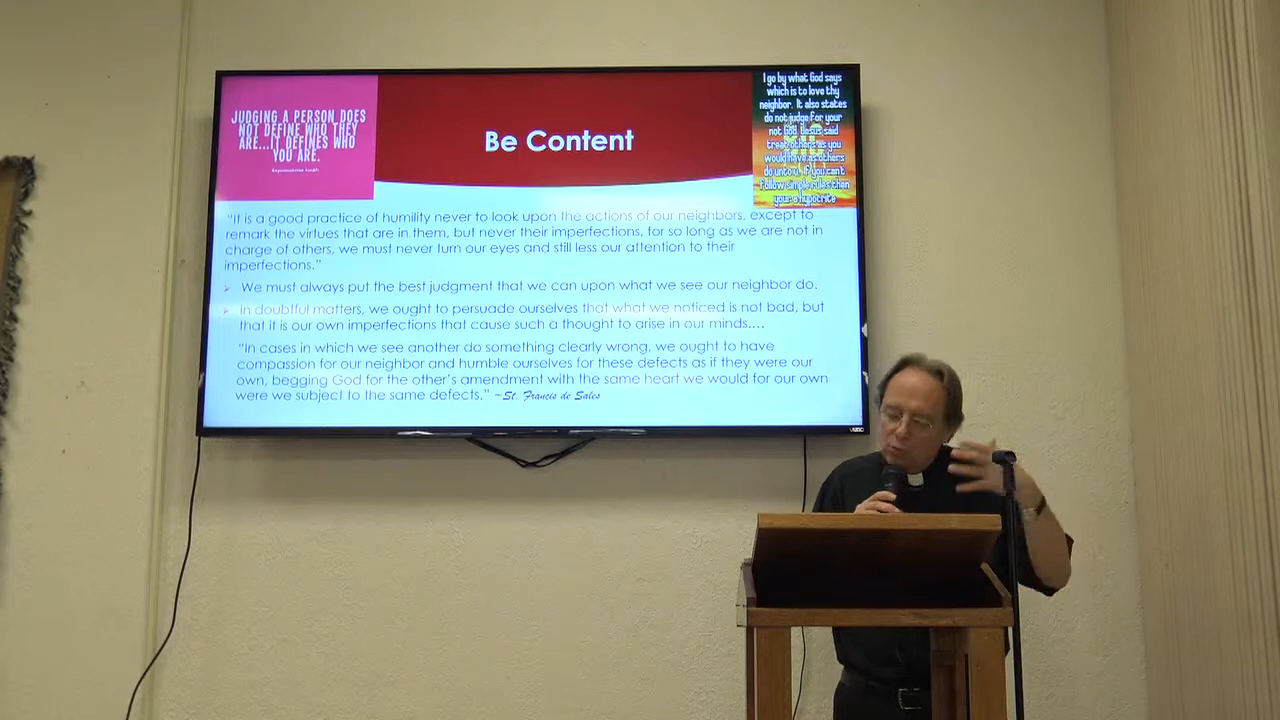 JUDGING A PERSON DOES
NOT DEFINE WHO THEY
ARE...IT DEFINES WHO
YOU ARE.
Be Content
I go by what God says
which is to love thy
neighbor. It also states
do not judge for your
not God. Jesus said
treat others as you
would have as others
do unto u. If you can't
follow simple rules then
your a hypocrite
"It is a good practice of humility never to look upon the actions of our neighbors, except to
remark the virtues that are in them, but never their imperfections, for so long as we are not in
charge of others, we must never turn our eyes and still less our attention to their
imperfections."
➢ We must always put the best judgment that we can upon what we see our neighbor do.
➢ In doubtful matters, we ought to persuade ourselves that what we noticed is not bad, but
that it is our own imperfections that cause such a thought to arise in our minds....
"In cases in which we see another do something clearly wrong, we ought to have
compassion for our neighbor and humble ourselves for these defects as if they were our
own, begging God for the other's amendment with the same heart we would for our own
were we subject to the same defects." ~St. Francis de Sales
VIZIO